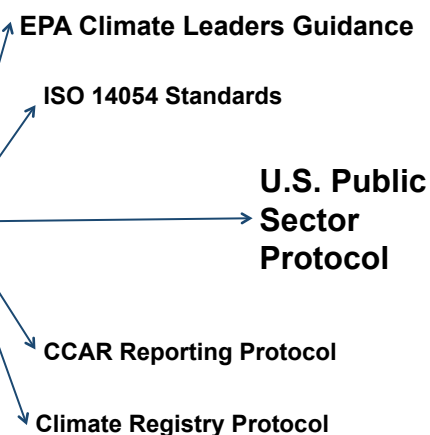 EPA Climate Leaders Guidance
ISO 14054 Standards
U.S. Public
Sector
Protocol
CCAR Reporting Protocol
Climate Registry Protocol